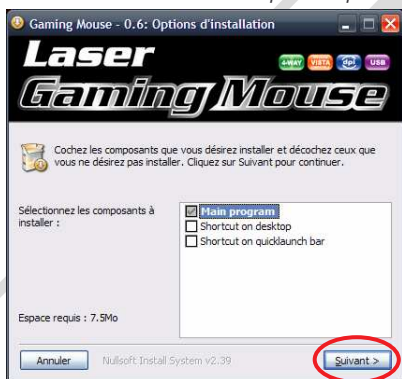 Gaming Mouse - 0.6: Options d'installation
Laser
4-WAY VISTA dpi USB
Gaming Mouse
Cochez les composants que vous désirez installer et décochez ceux que
vous ne désirez pas installer. Cliquez sur Suivant pour continuer.
Sélectionnez les composants à
installer :
Main program
Shortcut on desktop
Shortcut on quicklaunch bar
Espace requis : 7.5Mo
Annuler
Nullsoft Install System v2.39
Suivant >